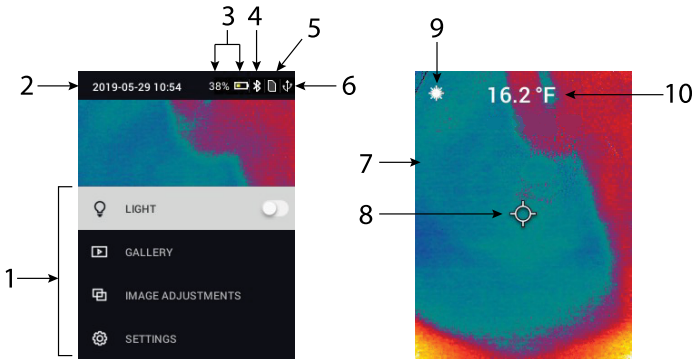 3 4 5
2 2019-05-29 10:54 38% 6
1
LIGHT
GALLERY
IMAGE ADJUSTMENTS
SETTINGS
9
16.2 °F 10
7
8